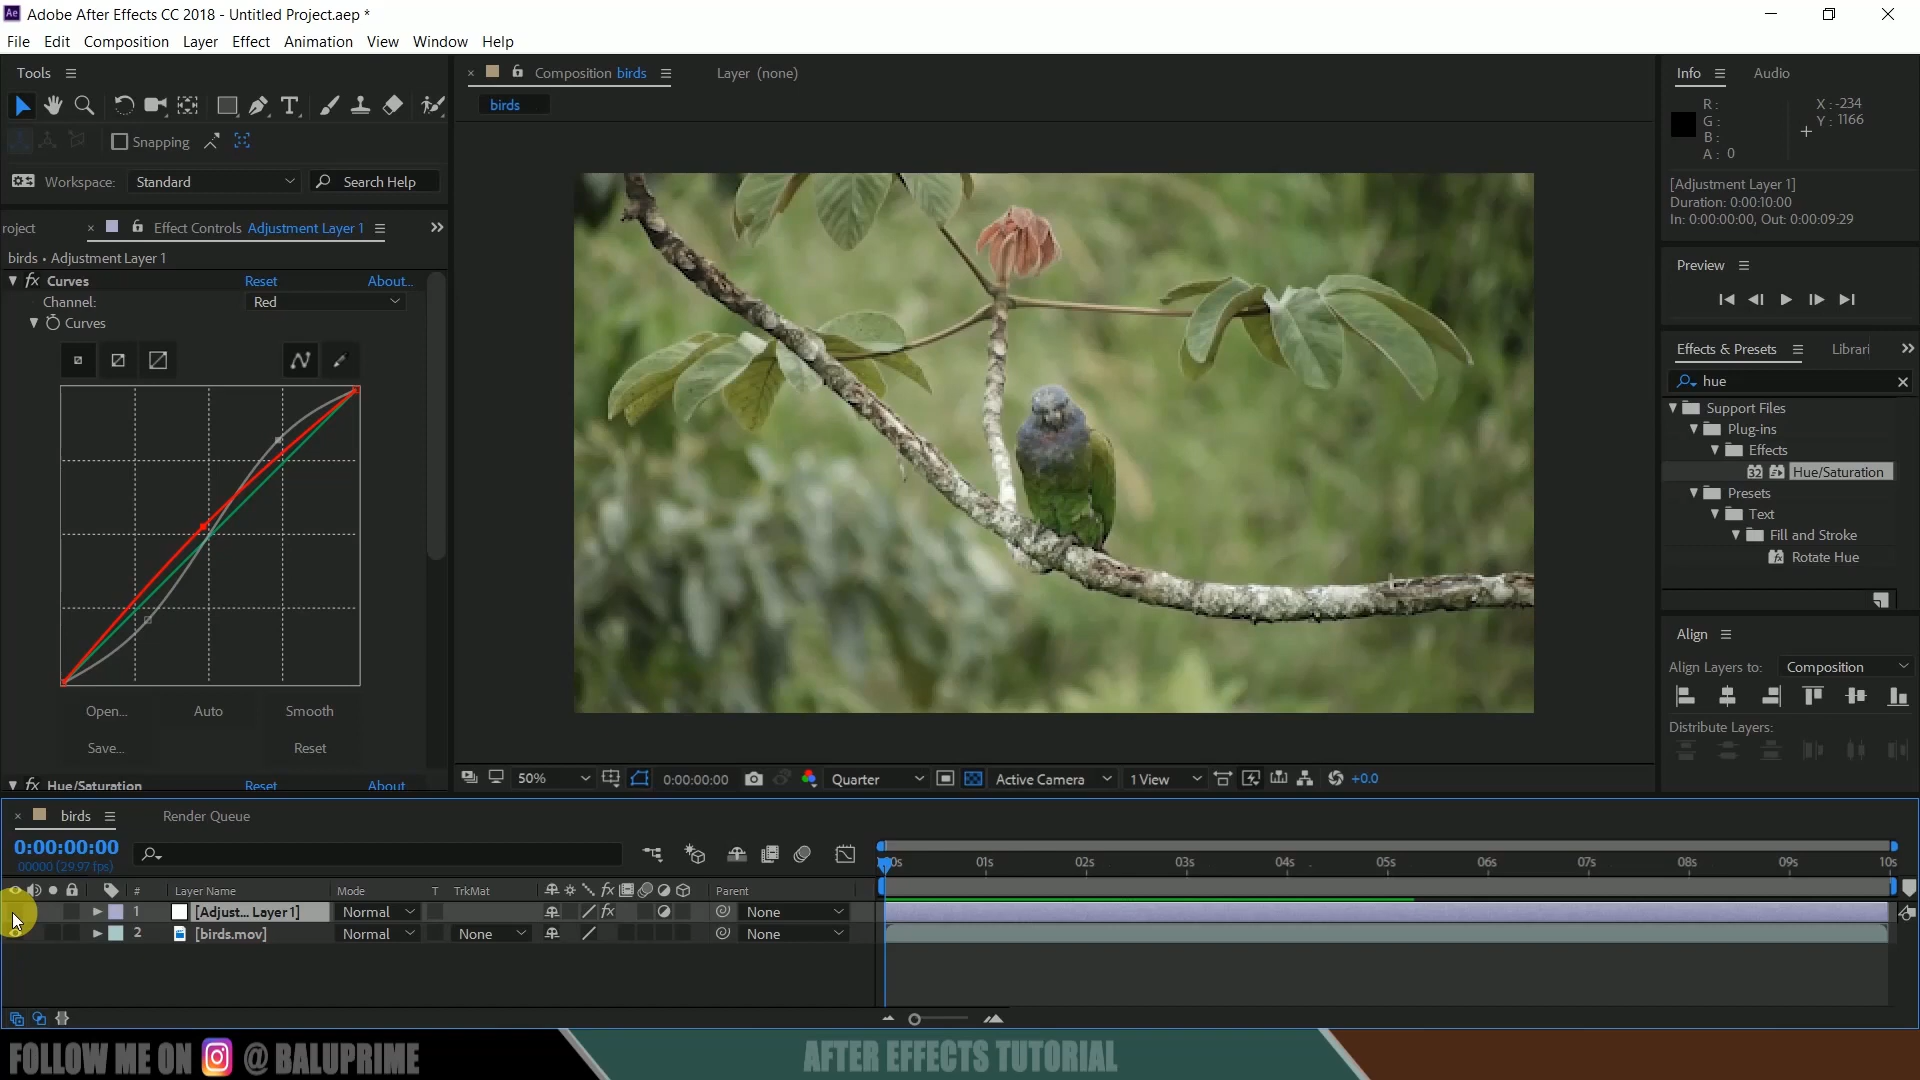 Ae Adobe After Effects CC 2018 - Untitled Project.aep *
File Edit Composition Layer Effect Animation View Window Help
Tools
Snapping
Workspace: Standard Search Help
roject × Effect Controls Adjustment Layer 1
birds • Adjustment Layer 1
fx Curves Reset About...
Channel: Red
Curves
Open... Auto Smooth
Save... Reset
fx Hue/Saturation Reset About
× Composition birds Layer (none)
birds
50% 0:00:00:00 Quarter Active Camera 1 View +0.0
Info Audio
R: X: -234
G: Y: 1166
B:
A: 0
[Adjustment Layer 1]
Duration: 0:00:10:00
In: 0:00:00:00, Out: 0:00:09:29
Preview
Effects & Presets Librari
hue
Support Files
Plug-ins
Effects
32 Hue/Saturation
Presets
Text
Fill and Stroke
Rotate Hue
Align
Align Layers to: Composition
Distribute Layers:
× birds Render Queue
0:00:00:00
00000 (29.97 fps)
00s 01s 02s 03s 04s 05s 06s 07s 08s 09s 10s
# Layer Name Mode T TrkMat fx Parent
1 [Adjust... Layer 1] Normal fx None
2 [birds.mov] Normal None None
FOLLOW ME ON @ BALUPRIME AFTER EFFECTS TUTORIAL